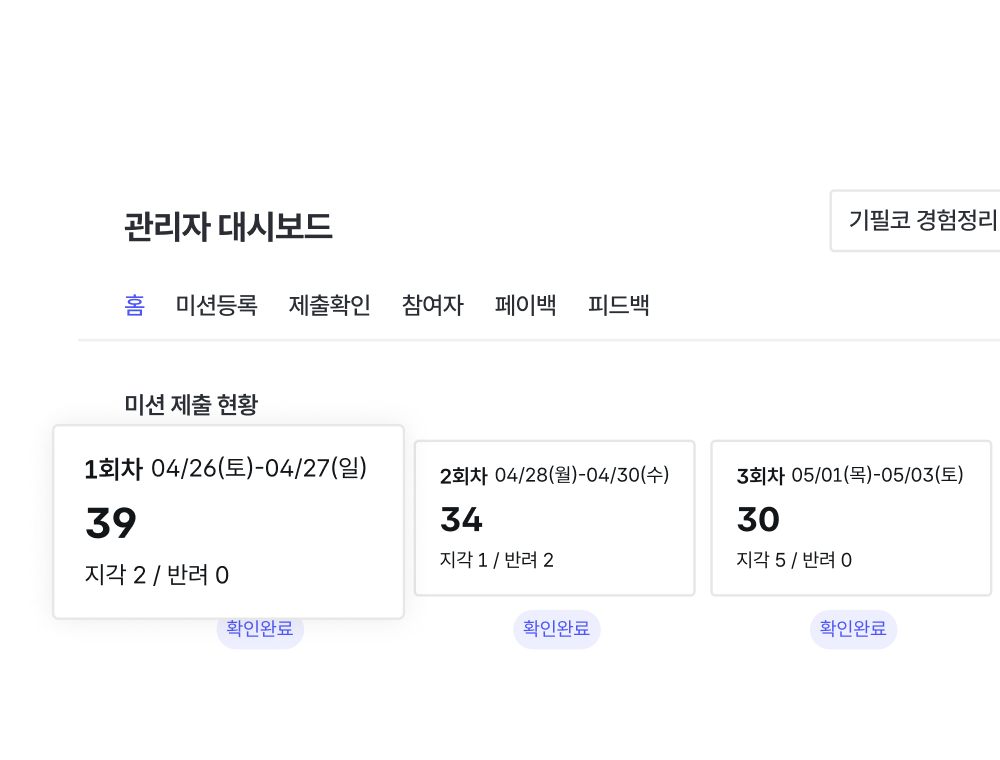 관리자 대시보드
기필코 경험정리
홈 미션등록 제출확인 참여자 페이백 피드백
미션 제출 현황
1회차 04/26(토)-04/27(일)
39
지각 2 / 반려 0
확인완료
2회차 04/28(월)-04/30(수)
34
지각 1 / 반려 2
확인완료
3회차 05/01(목)-05/03(토)
30
지각 5 / 반려 0
확인완료